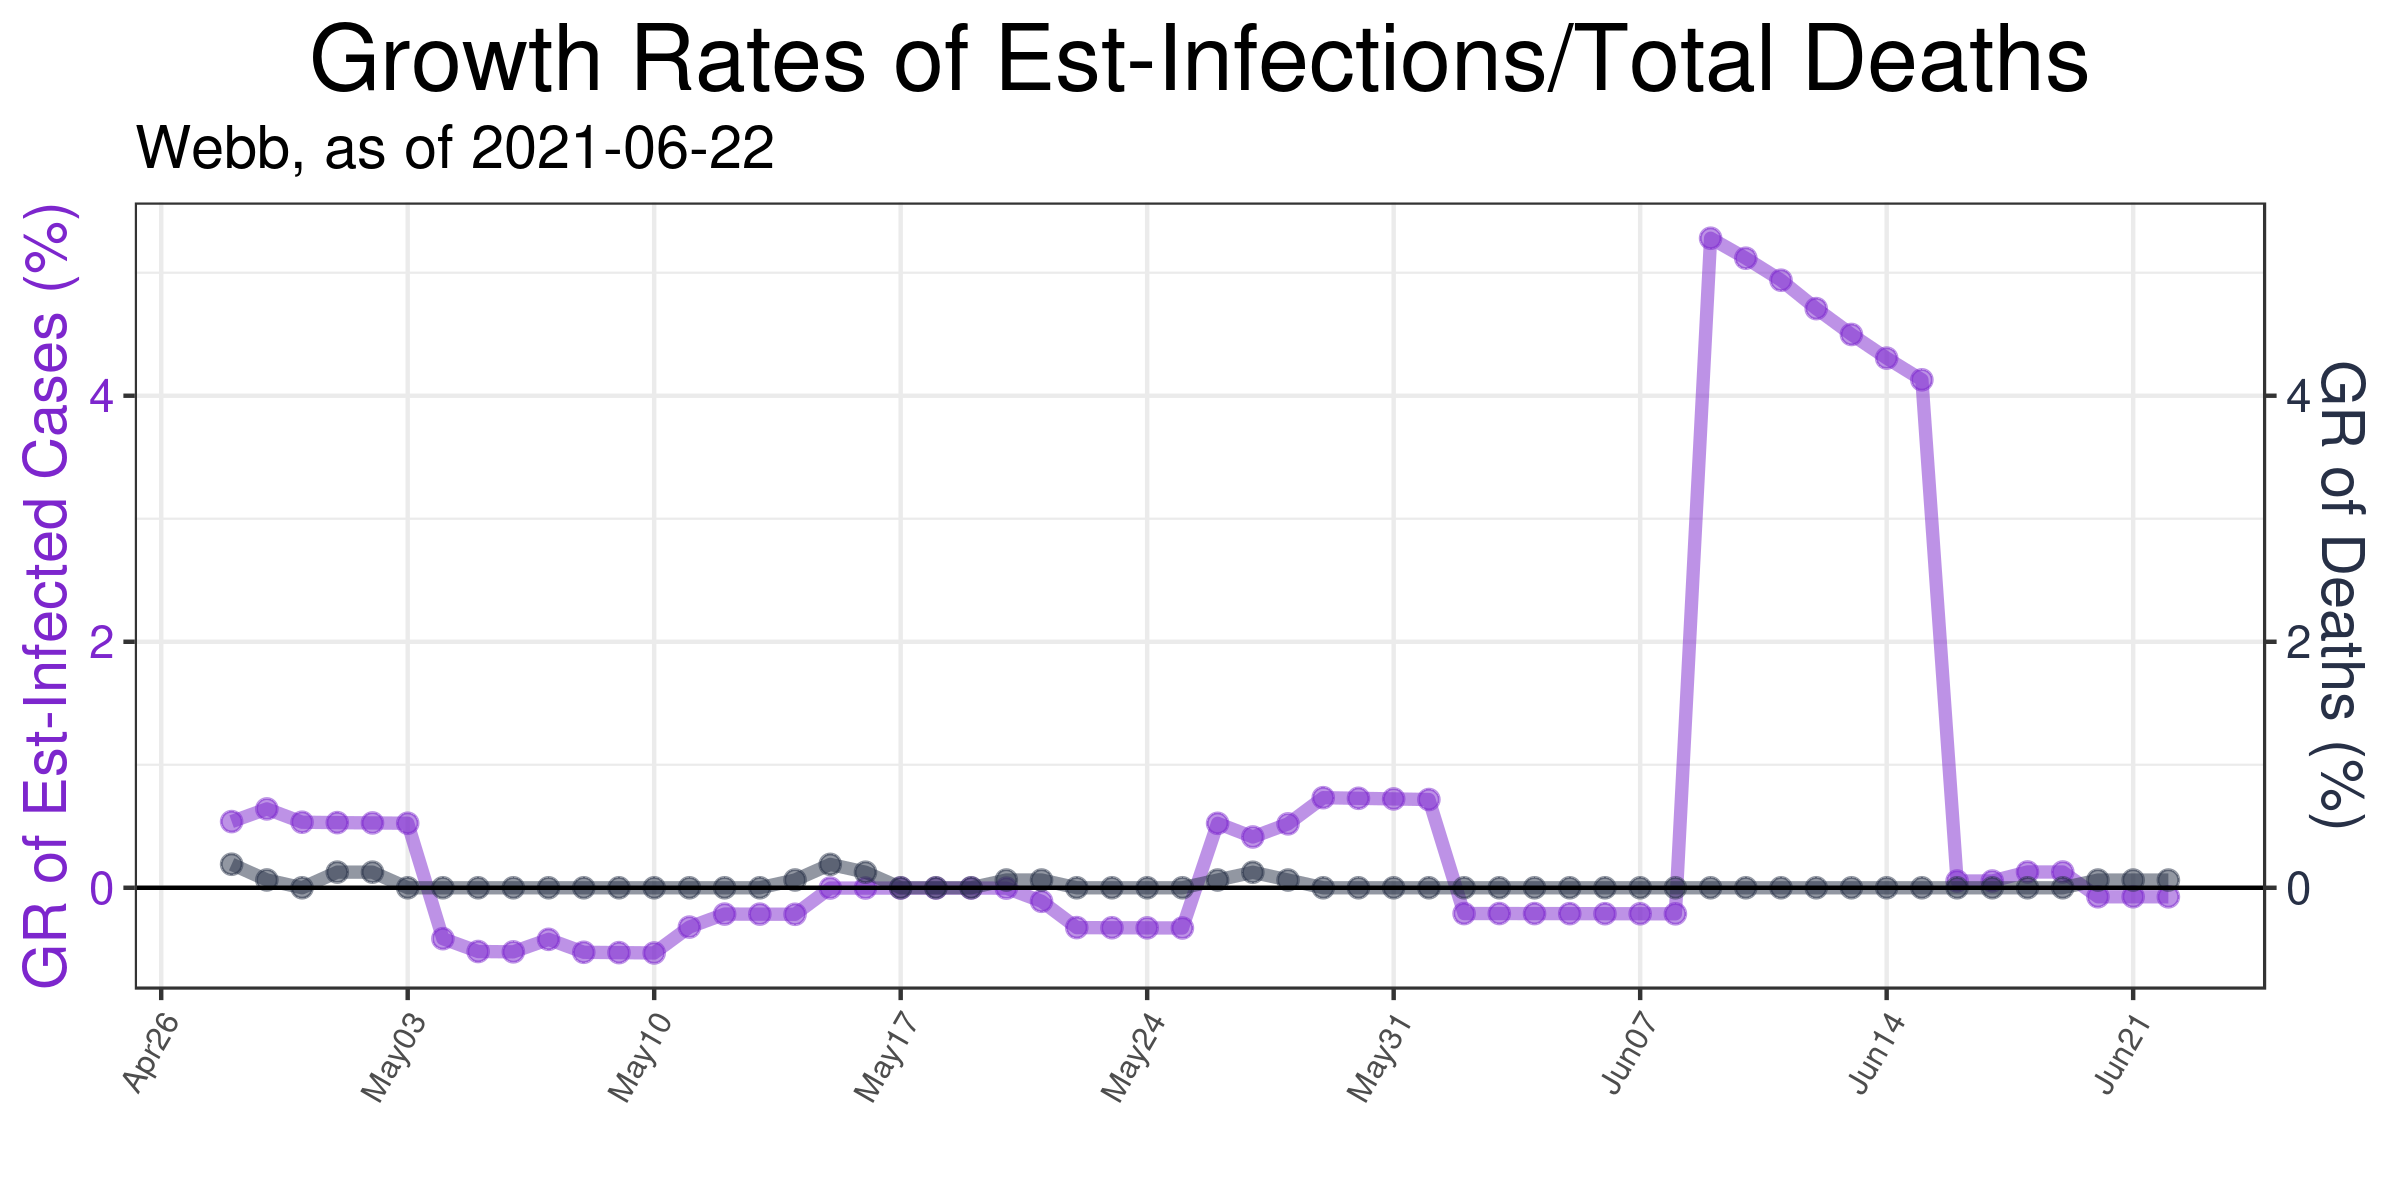 Growth Rates of Est-Infections/Total Deaths
Webb, as of 2021-06-22
GR of Est-Infected Cases (%)
4
2
0
4
2
0
GR of Deaths (%)
Apr26
May03
May10
May17
May24
May31
Jun07
Jun14
Jun21